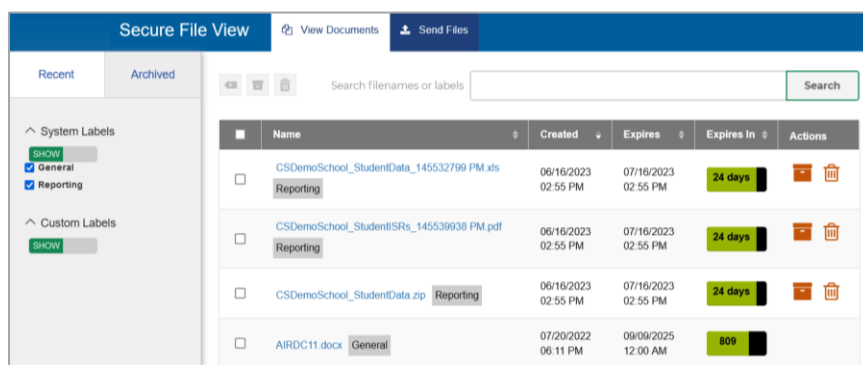 Secure File View
View Documents
Send Files
Recent
Archived
Search filenames or labels
Search
System Labels
SHOW
General
Reporting
Custom Labels
SHOW
Name Created Expires Expires In Actions
CSDemoSchool_StudentData_145532799 PM.xls
Reporting
06/16/2023
02:55 PM
07/16/2023
02:55 PM
24 days
CSDemoSchool_StudentISRs_145539938 PM.pdf
Reporting
06/16/2023
02:55 PM
07/16/2023
02:55 PM
24 days
CSDemoSchool_StudentData.zip Reporting
06/16/2023
02:55 PM
07/16/2023
02:55 PM
24 days
AIRDC11.docx General
07/20/2022
06:11 PM
09/09/2025
12:00 AM
809